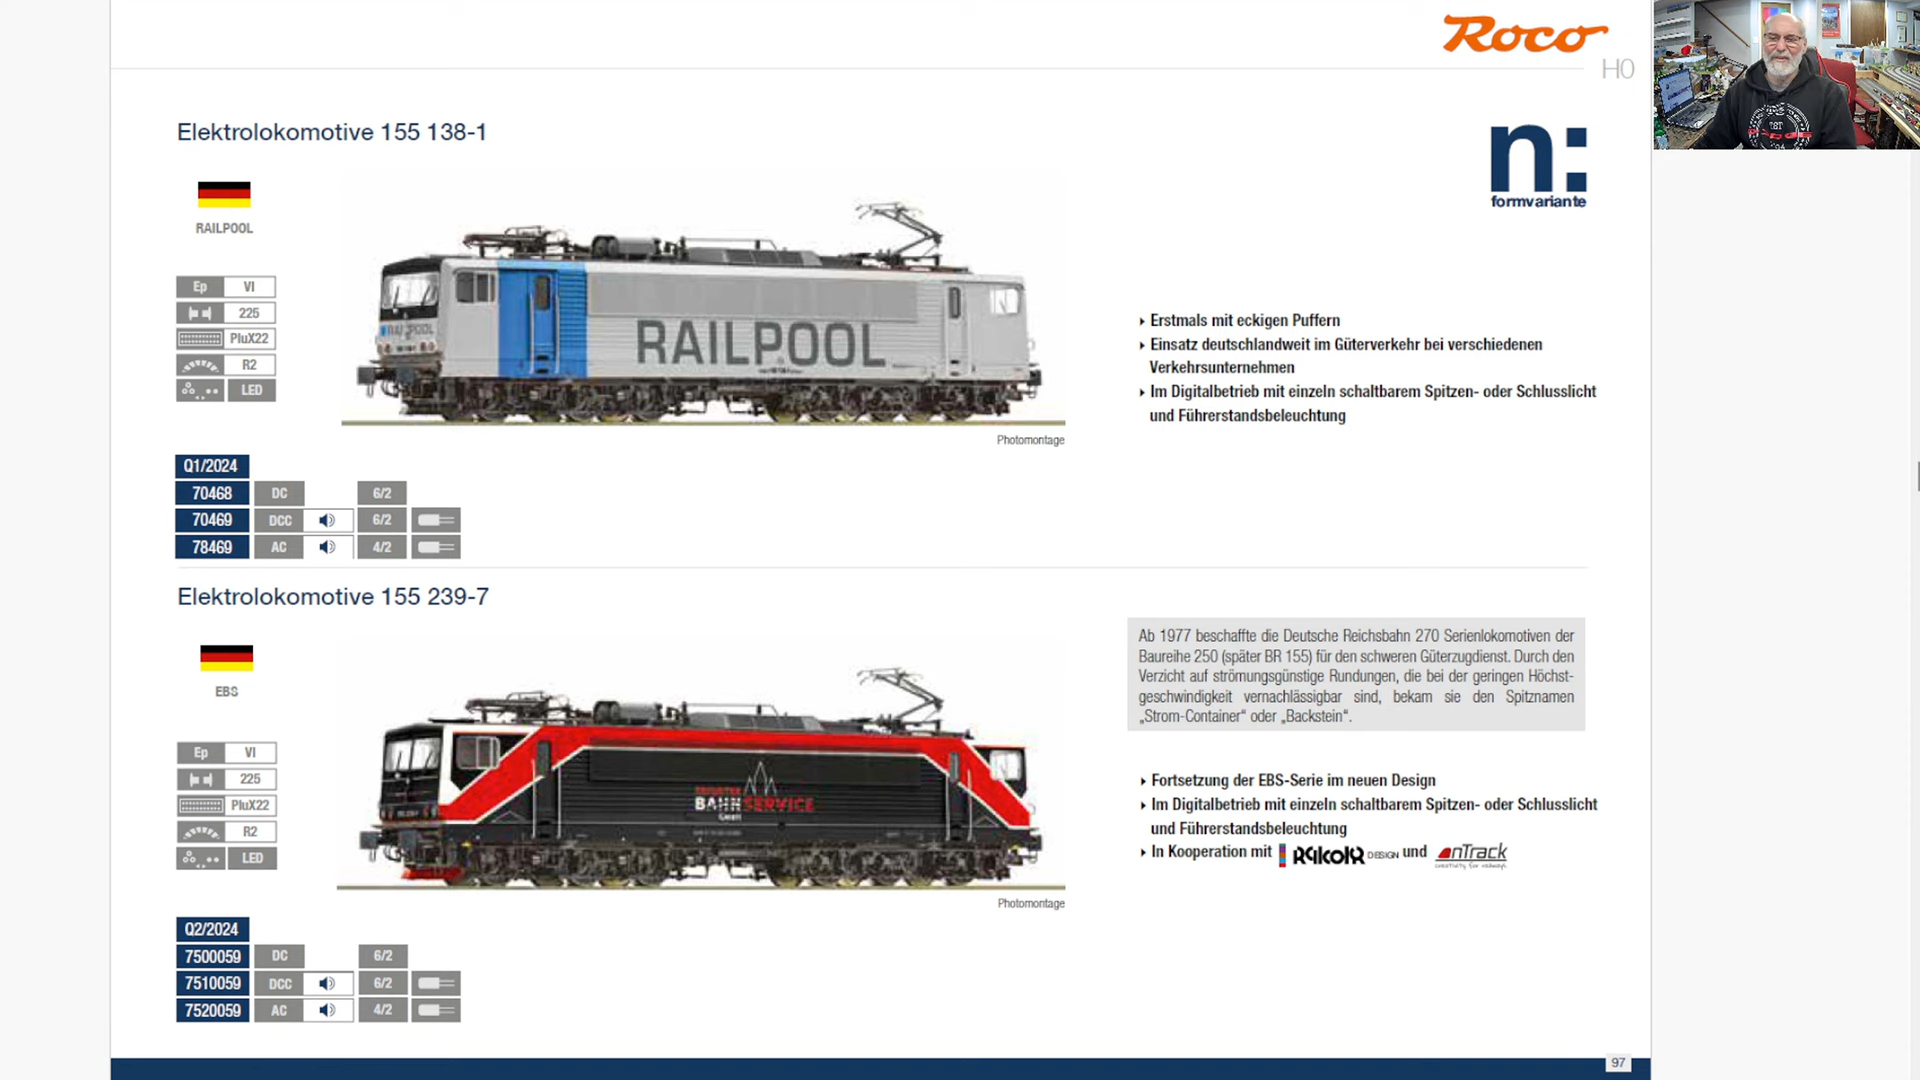 Roco
H0
Elektrolokomotive 155 138-1
n:
formvariante
RAILPOOL
Ep VI
225
PluX22
R2
LED
RAILPOOL
RAILPOOL
Erstmals mit eckigen Puffern
Einsatz deutschlandweit im Güterverkehr bei verschiedenen
Verkehrsunternehmen
Im Digitalbetrieb mit einzeln schaltbarem Spitzen- oder Schlusslicht
und Führerstandsbeleuchtung
Photomontage
Q1/2024
70468 DC 6/2
70469 DCC 6/2
78469 AC 4/2
Elektrolokomotive 155 239-7
EBS
Ep VI
225
PluX22
R2
LED
BAHNSERVICE
GmbH
Ab 1977 beschaffte die Deutsche Reichsbahn 270 Serienlokomotiven der
Baureihe 250 (später BR 155) für den schweren Güterzugdienst. Durch den
Verzicht auf strömungsgünstige Rundungen, die bei der geringen Höchst-
geschwindigkeit vernachlässigbar sind, bekam sie den Spitznamen
„Strom-Container“ oder „Backstein“.
Fortsetzung der EBS-Serie im neuen Design
Im Digitalbetrieb mit einzeln schaltbarem Spitzen- oder Schlusslicht
und Führerstandsbeleuchtung
In Kooperation mit Railcolor DESIGN und nTrack
creativity for railways
Photomontage
Q2/2024
7500059 DC 6/2
7510059 DCC 6/2
7520059 AC 4/2
97